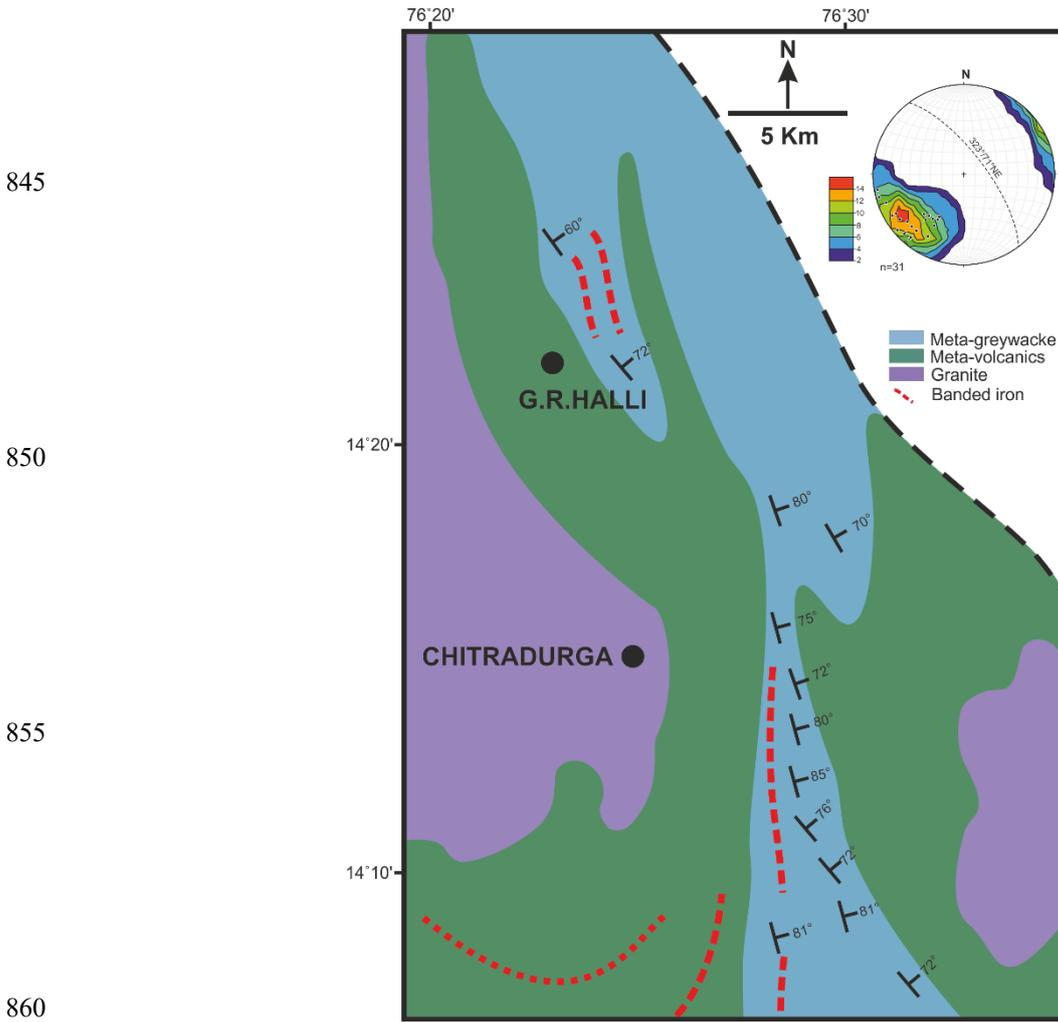 76°20'
76°30'
N
5 Km
N
323°/71°NE
14
12
10
8
6
4
2
n=31
845
60°
72°
Meta-greywacke
Meta-volcanics
Granite
Banded iron
G.R.HALLI
14°20'
850
80°
70°
75°
CHITRADURGA
72°
80°
855
85°
76°
72°
14°10'
81°
81°
72°
860